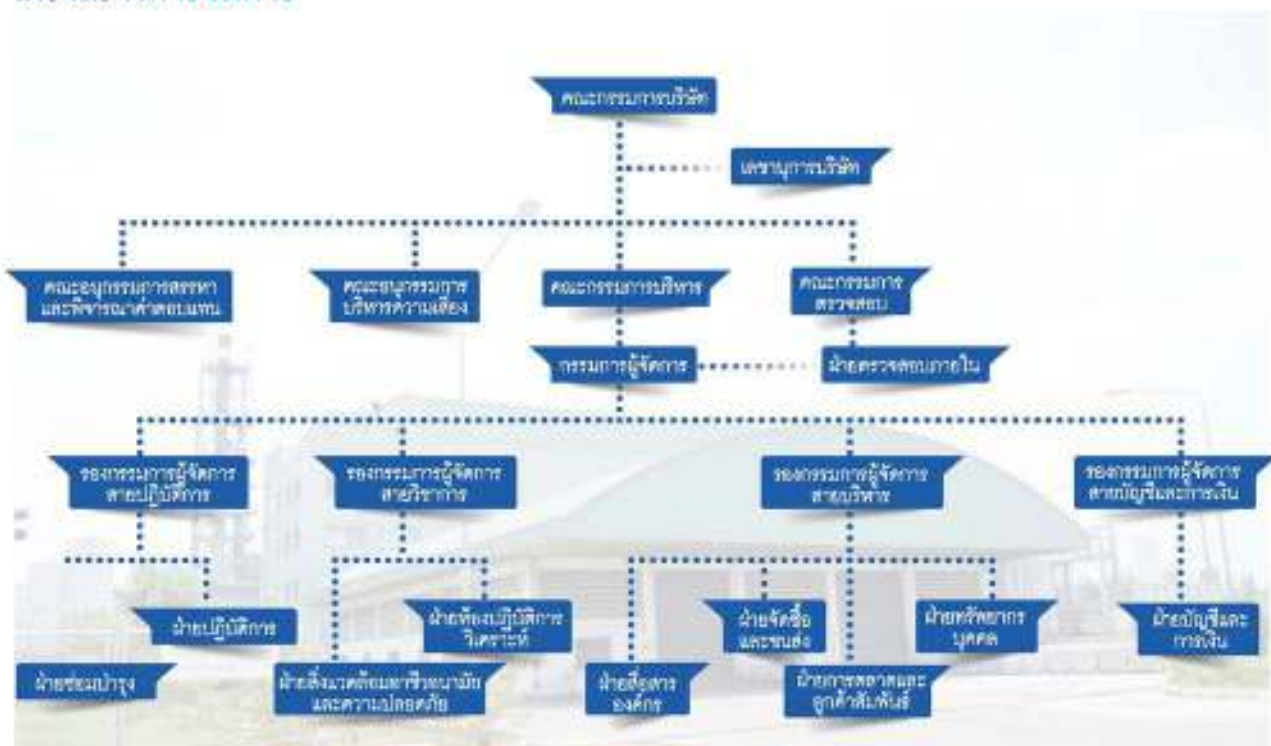 คณะกรรมการบริษัท
เลขานุการบริษัท
คณะอนุกรรมการสรรหา
และพิจารณาค่าตอบแทน
คณะอนุกรรมการ
บริหารความเสี่ยง
คณะกรรมการบริหาร
คณะกรรมการ
ตรวจสอบ
กรรมการผู้จัดการ
ฝ่ายตรวจสอบภายใน
รองกรรมการผู้จัดการ
สายปฏิบัติการ
รองกรรมการผู้จัดการ
สายวิชาการ
รองกรรมการผู้จัดการ
สายบริหาร
รองกรรมการผู้จัดการ
สายบัญชีและการเงิน
ฝ่ายปฏิบัติการ
ฝ่ายห้องปฏิบัติการ
วิเคราะห์
ฝ่ายจัดซื้อ
และขนส่ง
ฝ่ายทรัพยากร
บุคคล
ฝ่ายบัญชีและ
การเงิน
ฝ่ายซ่อมบำรุง
ฝ่ายสิ่งแวดล้อมอาชีวอนามัย
และความปลอดภัย
ฝ่ายสื่อสาร
องค์กร
ฝ่ายการตลาดและ
ลูกค้าสัมพันธ์